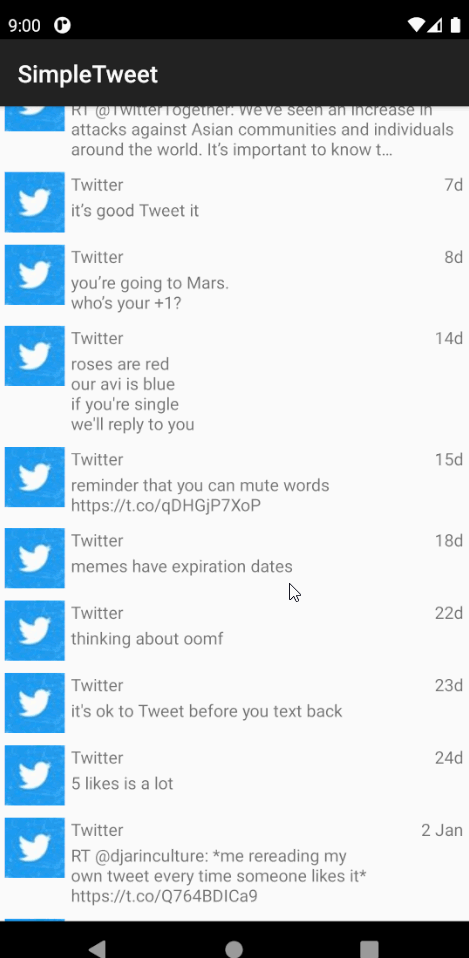 9:00
SimpleTweet
RT @TwitterTogether: We've seen an increase in
attacks against Asian communities and individuals
around the world. It’s important to know t…
Twitter 7d
it’s good Tweet it
Twitter 8d
you’re going to Mars.
who’s your +1?
Twitter 14d
roses are red
our avi is blue
if you're single
we'll reply to you
Twitter 15d
reminder that you can mute words
https://t.co/qDHGjP7XoP
Twitter 18d
memes have expiration dates
Twitter 22d
thinking about oomf
Twitter 23d
it's ok to Tweet before you text back
Twitter 24d
5 likes is a lot
Twitter 2 Jan
RT @djarinculture: *me rereading my
own tweet every time someone likes it*
https://t.co/Q764BDICa9